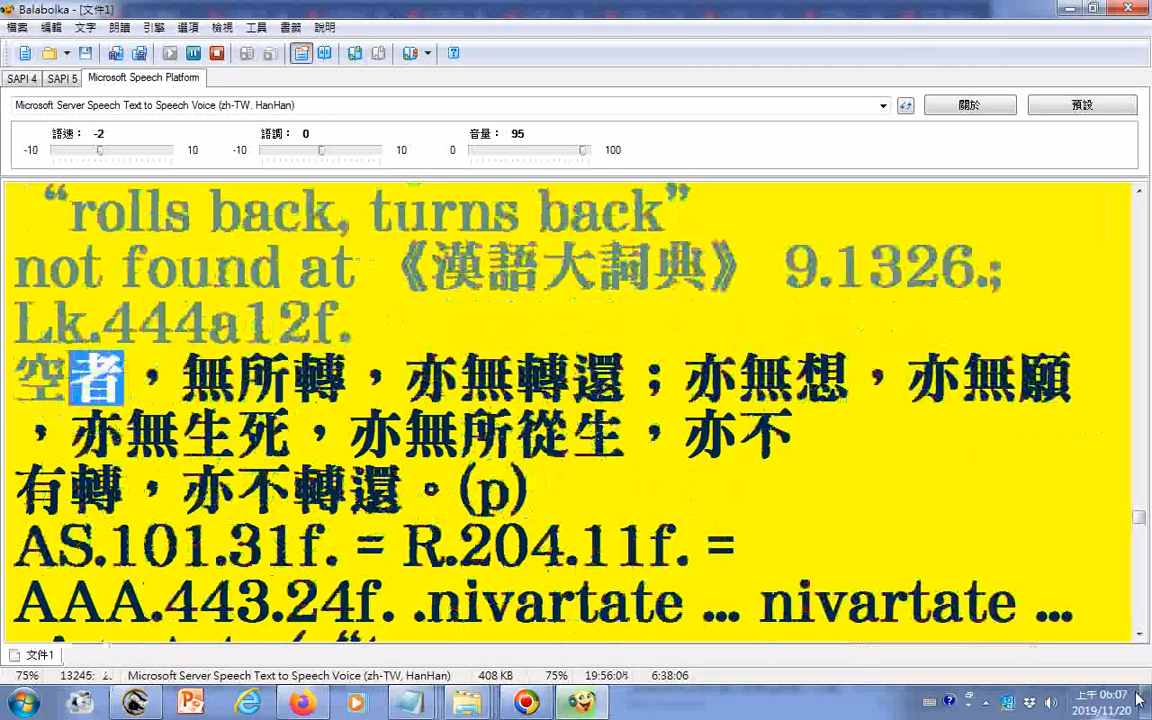 Balabolka - [文件1]
檔案 編輯 文字 朗讀 引擎 選項 檢視 工具 書籤 說明
SAPI 4 SAPI 5 Microsoft Speech Platform
Microsoft Server Speech Text to Speech Voice (zh-TW, HanHan)
關於 預設
語速： -2 語調： 0 音量： 95
-10 10 -10 10 0 100
“rolls back, turns back”
not found at 《漢語大詞典》 9.1326.;
Lk.444a12f.
空者，無所轉，亦無轉還；亦無想，亦無願
，亦無生死，亦無所從生，亦不
有轉，亦不轉還。(p)
AS.101.31f. = R.204.11f. =
AAA.443.24f. .nivartate ... nivartate ...
文件1
75% 13245: Microsoft Server Speech Text to Speech Voice (zh-TW, HanHan) 408 KB 75% 6:38:06
上午 06:07
2019/11/20